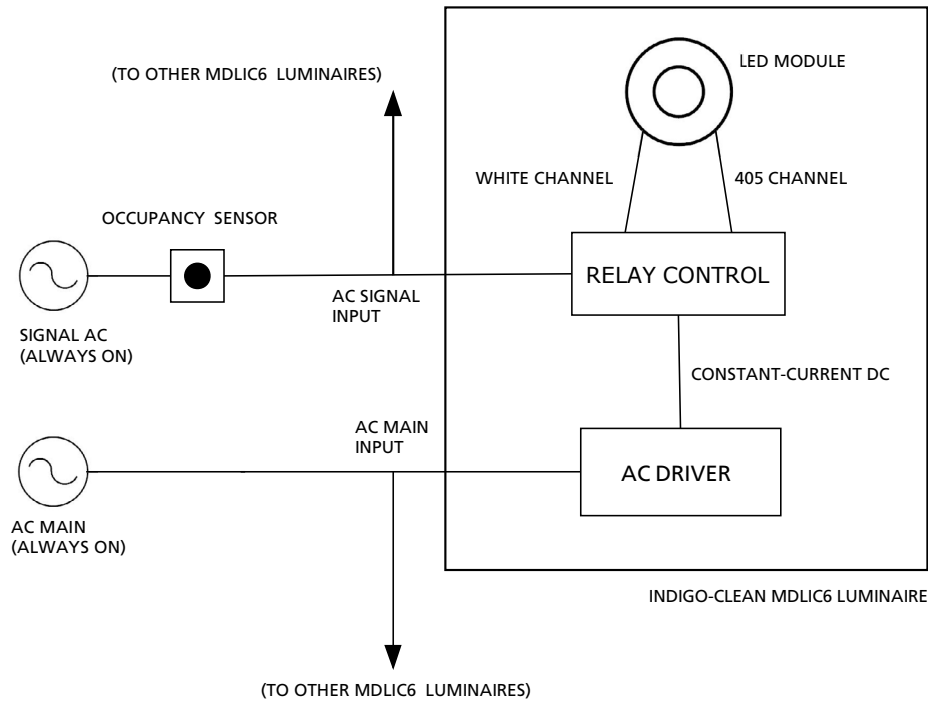 LED MODULE
(TO OTHER MDLIC6 LUMINAIRES)
WHITE CHANNEL
405 CHANNEL
OCCUPANCY SENSOR
RELAY CONTROL
AC SIGNAL
INPUT
SIGNAL AC
(ALWAYS ON)
CONSTANT-CURRENT DC
AC MAIN
INPUT
AC DRIVER
AC MAIN
(ALWAYS ON)
INDIGO-CLEAN MDLIC6 LUMINAIRE
(TO OTHER MDLIC6 LUMINAIRES)